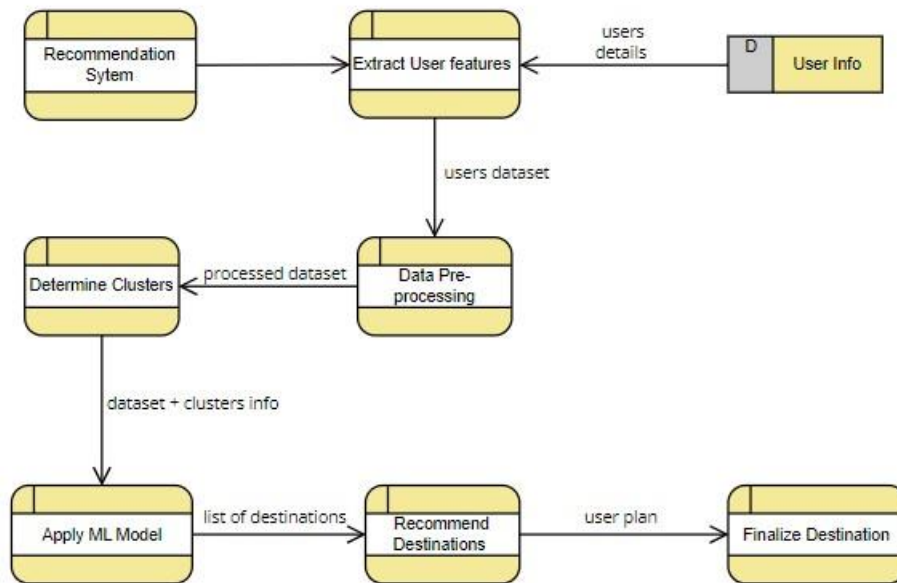 Recommendation
Sytem
Extract User features
users
details
D
User Info
users dataset
Determine Clusters
processed dataset
Data Pre-
processing
dataset + clusters info
Apply ML Model
list of destinations
Recommend
Destinations
user plan
Finalize Destination